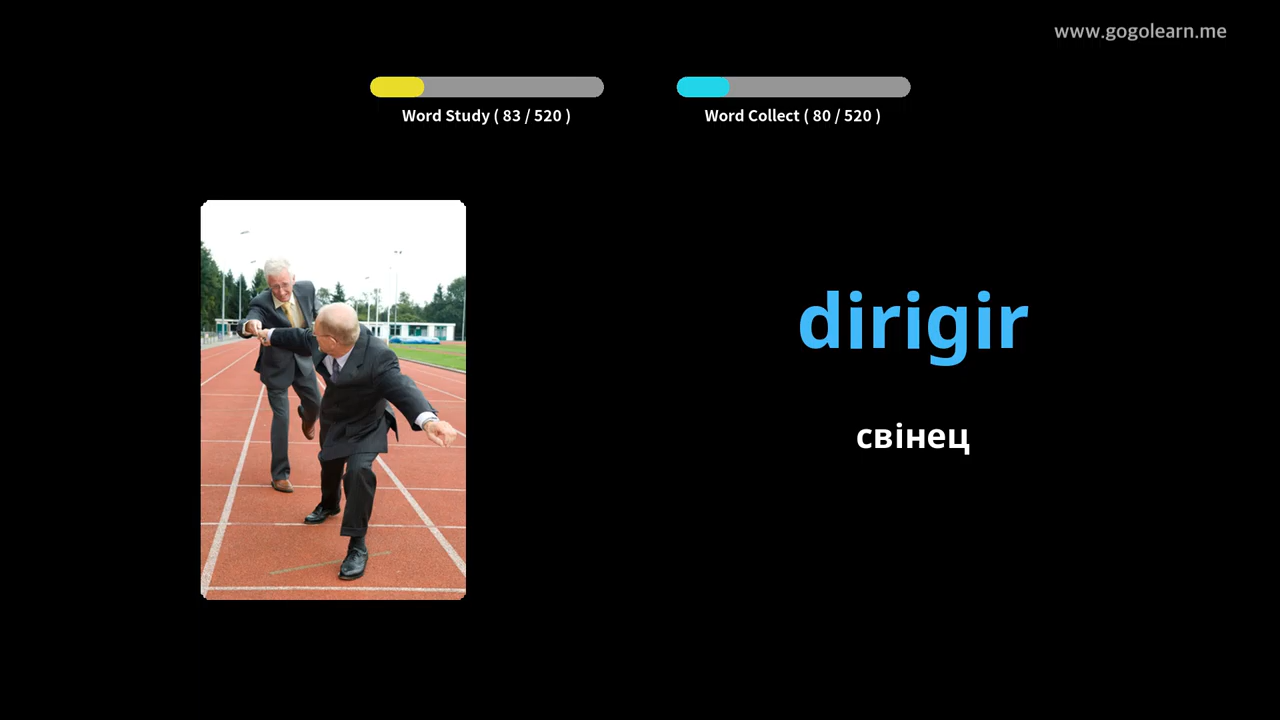 www.gogolearn.me
Word Study ( 83 / 520 )
Word Collect ( 80 / 520 )
dirigir
свінец